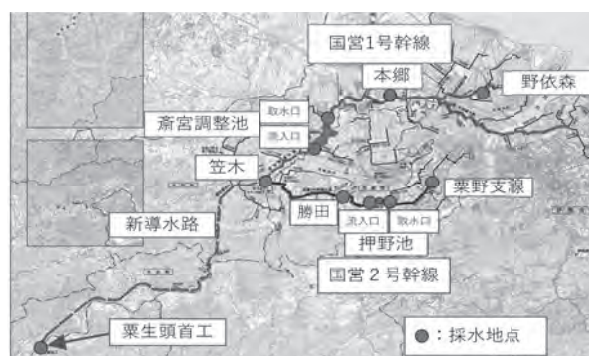 国営1号幹線
本郷
野依森
取水口
斎宮調整池
流入口
笠木
栗野支線
勝田
流入口
取水口
新導水路
押野池
国営２号幹線
粟生頭首工
●：採水地点